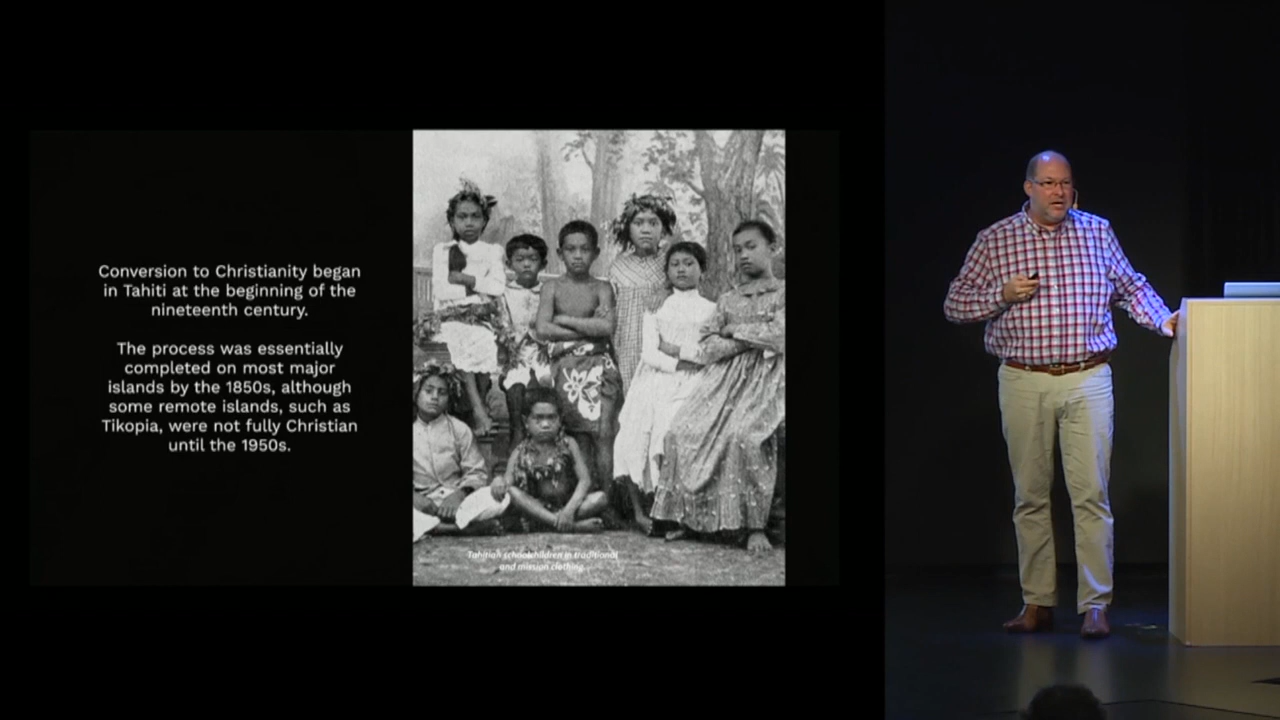 Conversion to Christianity began
in Tahiti at the beginning of the
nineteenth century.
The process was essentially
completed on most major
islands by the 1850s, although
some remote islands, such as
Tikopia, were not fully Christian
until the 1950s.
Tahitian schoolchildren in traditional
and mission clothing.